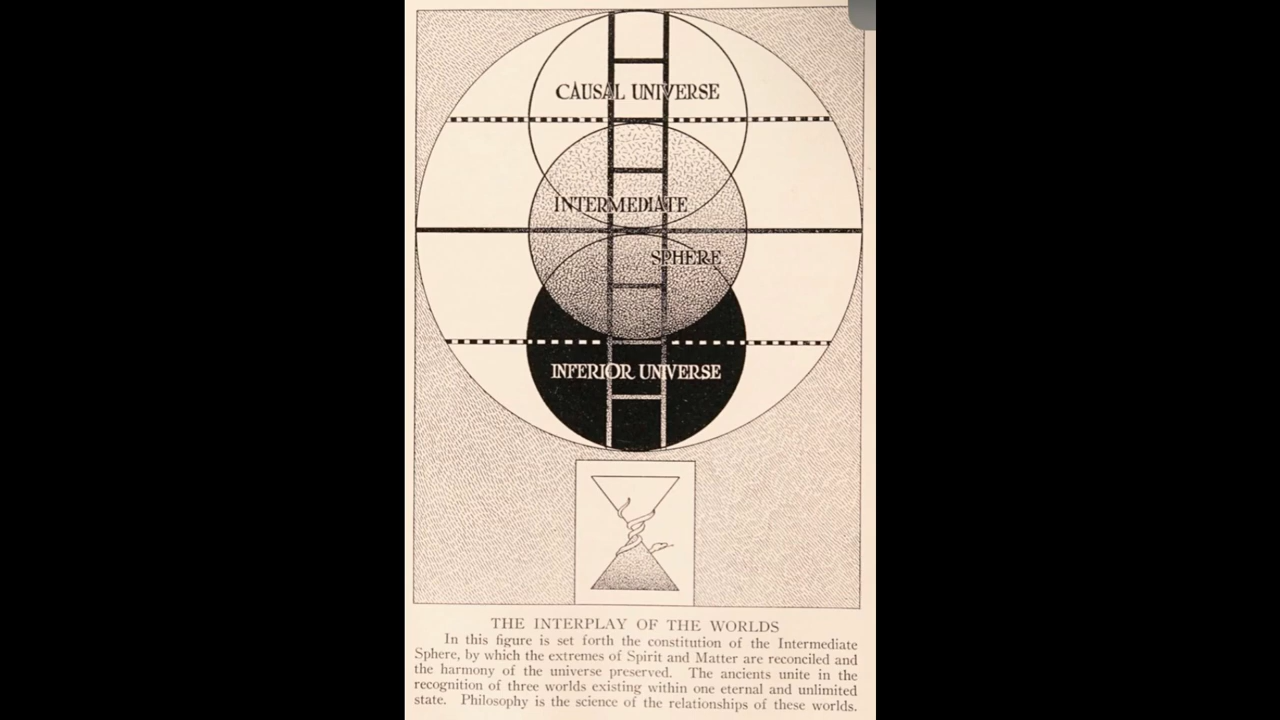 CAUSAL UNIVERSE
INTERMEDIATE
SPHERE
INFERIOR UNIVERSE
THE INTERPLAY OF THE WORLDS
In this figure is set forth the constitution of the Intermediate
Sphere, by which the extremes of Spirit and Matter are reconciled and
the harmony of the universe preserved. The ancients unite in the
recognition of three worlds existing within one eternal and unlimited
state. Philosophy is the science of the relationships of these worlds.